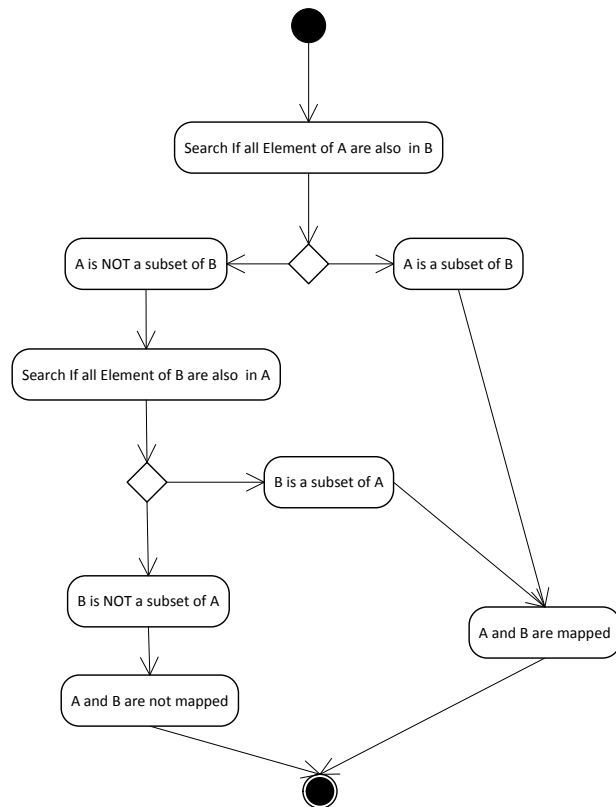 Search If all Element of A are also in B
A is NOT a subset of B
A is a subset of B
Search If all Element of B are also in A
B is a subset of A
B is NOT a subset of A
A and B are mapped
A and B are not mapped